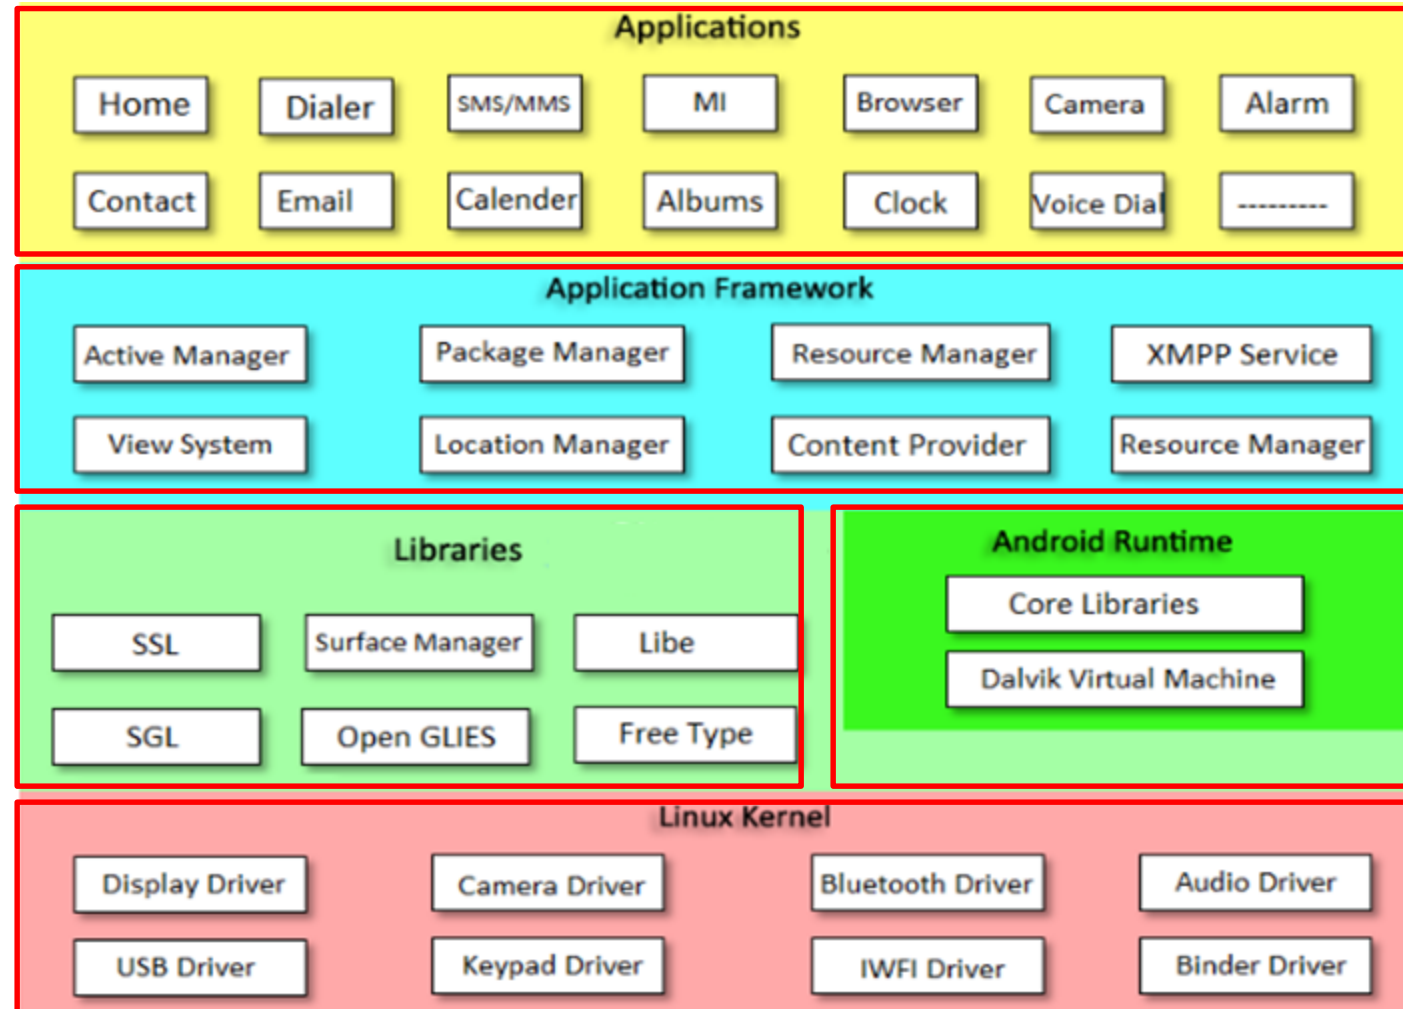 Applications
Home Dialer SMS/MMS MI Browser Camera Alarm
Contact Email Calender Albums Clock Voice Dial ---------
Application Framework
Active Manager Package Manager Resource Manager XMPP Service
View System Location Manager Content Provider Resource Manager
Libraries
SSL Surface Manager Libe
SGL Open GLIES Free Type
Android Runtime
Core Libraries
Dalvik Virtual Machine
Linux Kernel
Display Driver Camera Driver Bluetooth Driver Audio Driver
USB Driver Keypad Driver IWFI Driver Binder Driver